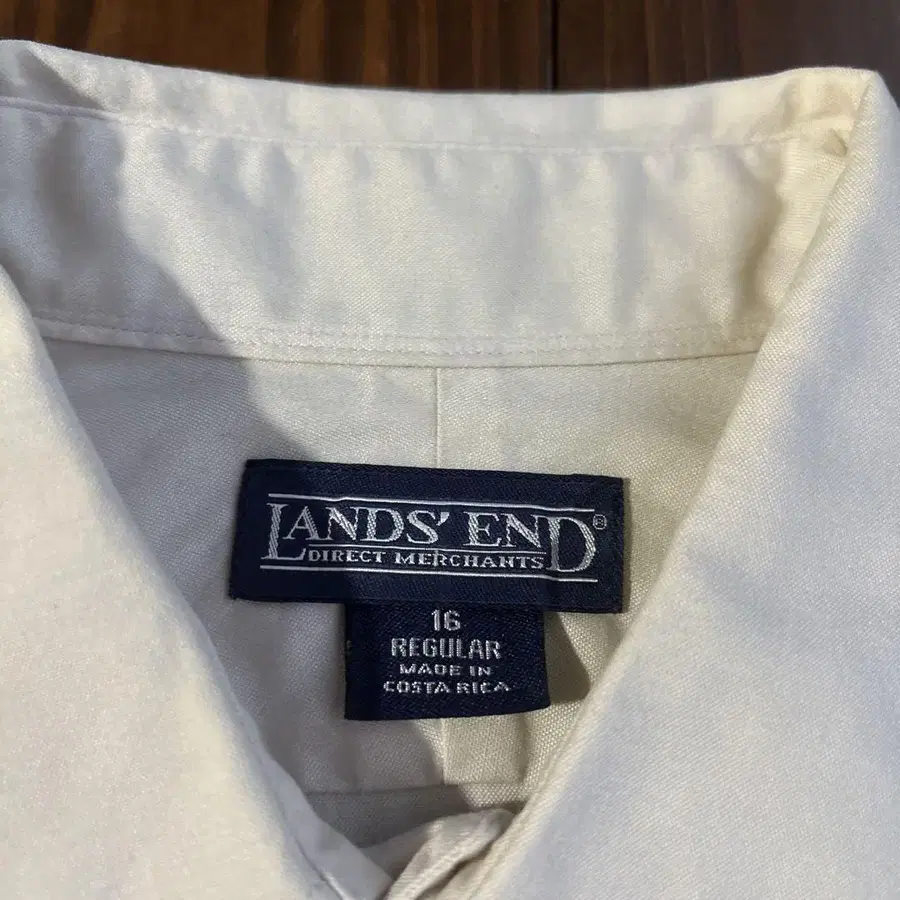 LANDS' END®
DIRECT MERCHANTS
16
REGULAR
MADE IN
COSTA RICA